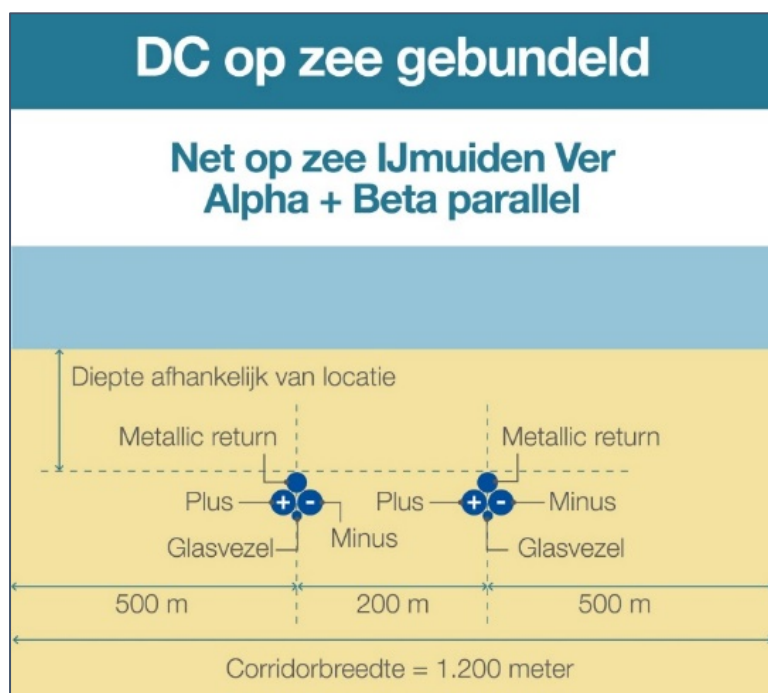 DC op zee gebundeld
Net op zee IJmuiden Ver
Alpha + Beta parallel
Diepte afhankelijk van locatie
Metallic return Metallic return
Plus + - Plus + - Minus
Minus
Glasvezel Glasvezel
500 m 200 m 500 m
Corridorbreedte = 1.200 meter